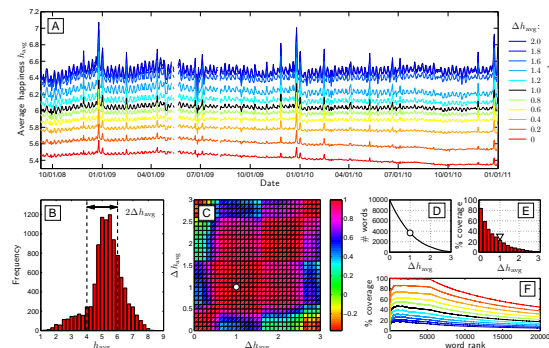 A
Average happiness h_avg
7.2
7
6.8
6.6
6.4
6.2
6
5.8
5.6
5.4
10/01/08 01/01/09 04/01/09 07/01/09 10/01/09 01/01/10 04/01/10 07/01/10 10/01/10 01/01/11
Date
Δh_avg:
2.0
1.8
1.6
1.4
1.2
1.0
0.8
0.6
0.4
0.2
0
B
2Δh_avg
Frequency
1200
1000
800
600
400
200
0
1 2 3 4 5 6 7 8 9
h_avg
C
Δh_avg
3
2.5
2
1.5
1
0.5
0
0 1 2 3
Δh_avg
1
0.8
0.6
0.4
0.2
0
-0.2
D
# words
10000
8000
6000
4000
2000
0
0 1 2 3
Δh_avg
E
% coverage
100
80
60
40
20
0
0 1 2 3
Δh_avg
F
% coverage
100
80
60
40
20
0
0 5000 10000 15000 20000
word rank